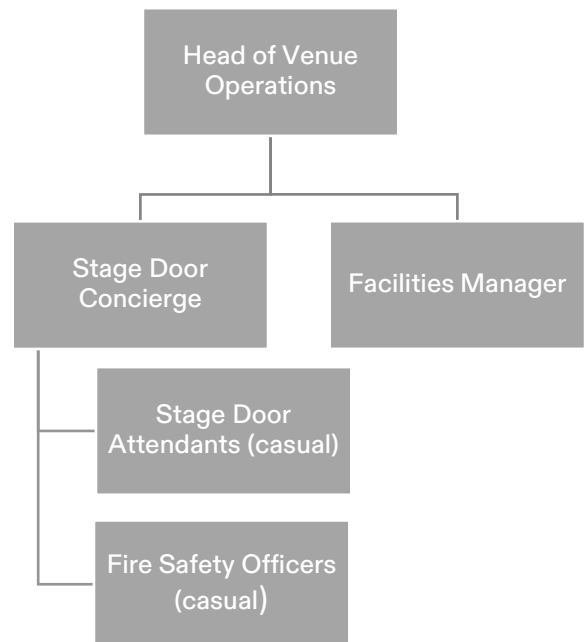 Head of Venue
Operations
Stage Door
Concierge
Facilities Manager
Stage Door
Attendants (casual)
Fire Safety Officers
(casual)